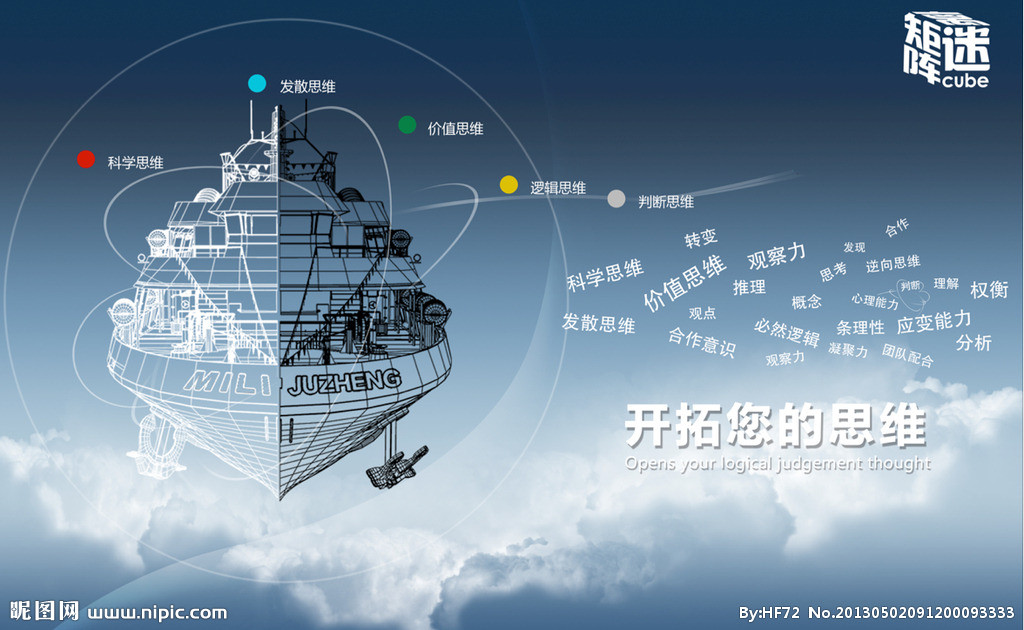 矩阵迷
cube
发散思维
价值思维
科学思维
逻辑思维
判断思维
合作
转变
发现
观察力
逆向思维
思考
科学思维
价值思维
推理
判断
理解
权衡
概念
心理能力
观点
发散思维
必然逻辑
条理性
应变能力
合作意识
凝聚力
团队配合
分析
观察力
MILI JUZHENG
开拓您的思维
Opens your logical judgement thought
昵图网 www.nipic.com
By:HF72 No.20130502091200093333